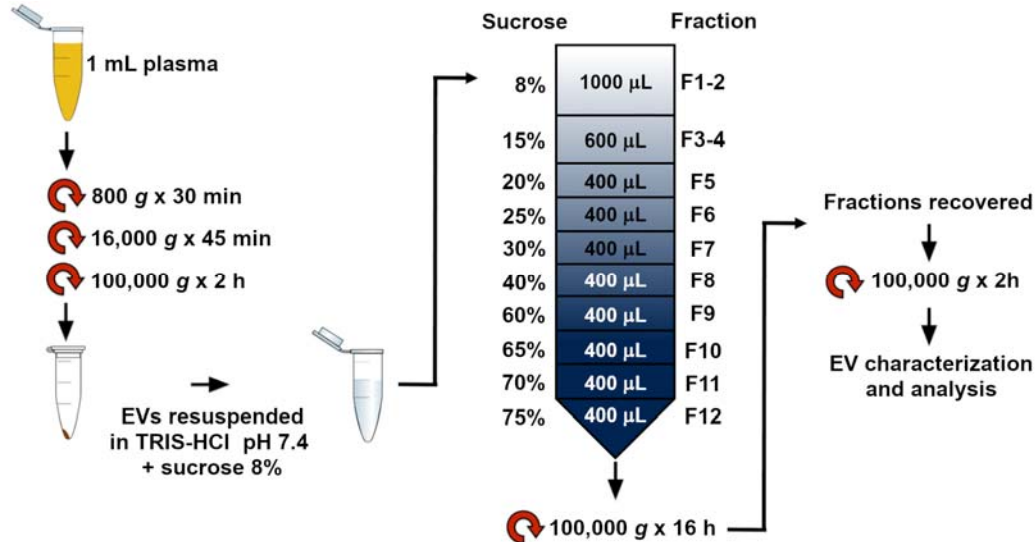 1 mL plasma
800 g x 30 min
16,000 g x 45 min
100,000 g x 2 h
EVs resuspended
in TRIS-HCl pH 7.4
+ sucrose 8%
Sucrose Fraction
8% 1000 μL F1-2
15% 600 μL F3-4
20% 400 μL F5
25% 400 μL F6
30% 400 μL F7
40% 400 μL F8
60% 400 μL F9
65% 400 μL F10
70% 400 μL F11
75% 400 μL F12
100,000 g x 16 h
Fractions recovered
100,000 g x 2h
EV characterization
and analysis